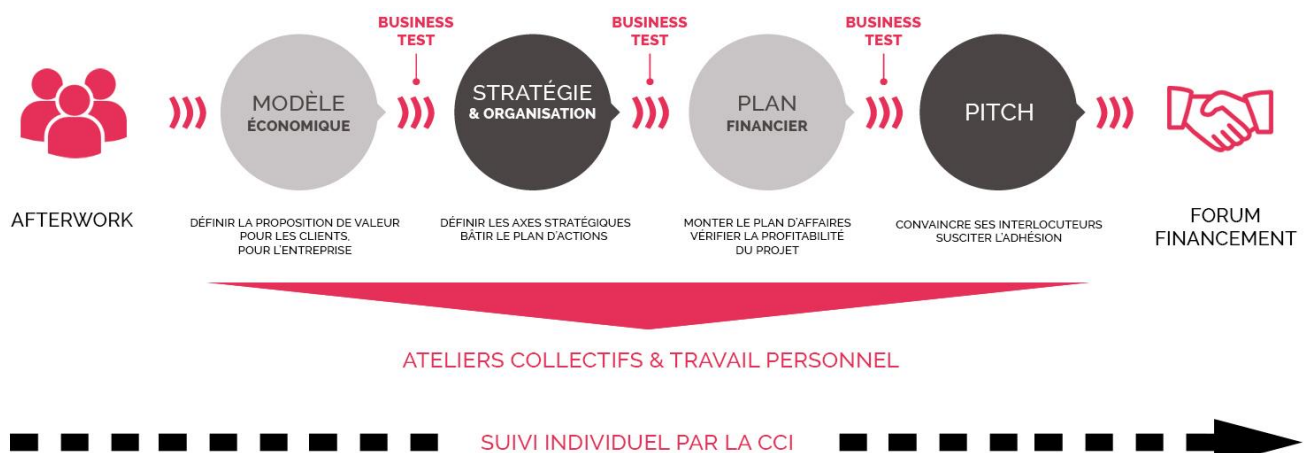 BUSINESS
TEST
BUSINESS
TEST
BUSINESS
TEST
MODÈLE
ÉCONOMIQUE
STRATÉGIE
& ORGANISATION
PLAN
FINANCIER
PITCH
AFTERWORK
DÉFINIR LA PROPOSITION DE VALEUR
POUR LES CLIENTS,
POUR L'ENTREPRISE
DÉFINIR LES AXES STRATÉGIQUES
BÂTIR LE PLAN D'ACTIONS
MONTER LE PLAN D'AFFAIRES
VÉRIFIER LA PROFITABILITÉ
DU PROJET
CONVAINCRE SES INTERLOCUTEURS
SUSCITER L'ADHÉSION
FORUM
FINANCEMENT
ATELIERS COLLECTIFS & TRAVAIL PERSONNEL
SUIVI INDIVIDUEL PAR LA CCI